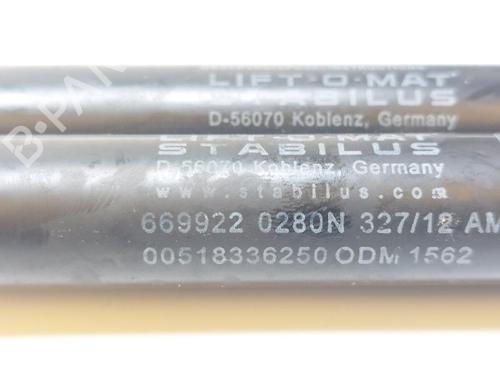 LIFT-O-MAT
STABILUS
D-56070 Koblenz, Germany
LIFT-O-MAT
STABILUS
D-56070 Koblenz, Germany
www.stabilus.com
669922 0280N 327/12 AM
00518336250 ODM 1562
B-PAR